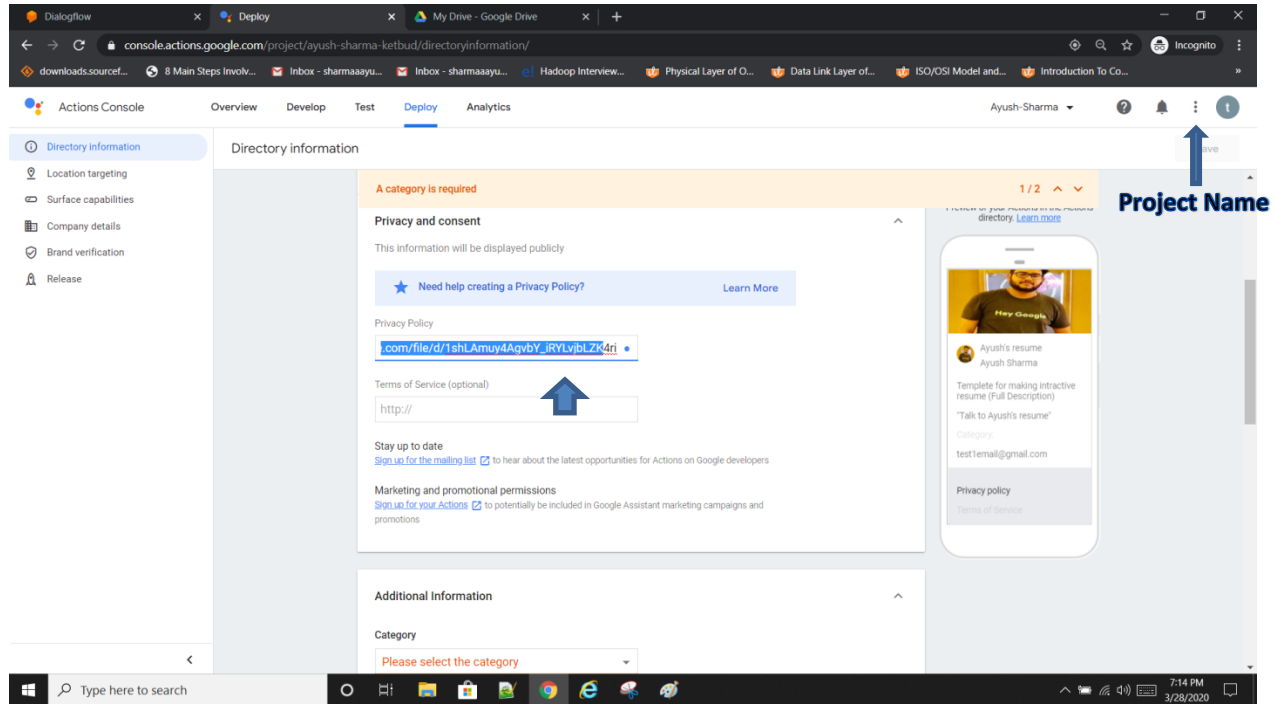 Dialogflow
Deploy
My Drive - Google Drive
console.actions.google.com/project/ayush-sharma-ketbud/directoryinformation/
Incognito
downloads.sourcef...
8 Main Steps Involv...
Inbox - sharmaaayu...
Inbox - sharmaaayu...
Hadoop Interview...
Physical Layer of O...
Data Link Layer of...
ISO/OSI Model and...
Introduction To Co...
»
Actions Console
Overview
Develop
Test
Deploy
Analytics
Ayush-Sharma
t
Directory information
Location targeting
Surface capabilities
Company details
Brand verification
Release
Directory information
Project Name
A category is required
1 / 2
Privacy and consent
This information will be displayed publicly
Need help creating a Privacy Policy?
Learn More
Privacy Policy
.com/file/d/1shLAmuy4AgvbY_iRYLvjbLZK4ri
Terms of Service (optional)
http://
Stay up to date
Sign up for the mailing list to hear about the latest opportunities for Actions on Google developers
Marketing and promotional permissions
Sign up for your Actions to potentially be included in Google Assistant marketing campaigns and
promotions
Additional Information
Category
Please select the category
Preview of your Actions in the Actions
directory. Learn more
Hey Google
Ayush's resume
Ayush Sharma
Templete for making intractive
resume (Full Description)
"Talk to Ayush's resume"
Category:
test1email@gmail.com
Privacy policy
Terms of Service
Type here to search
7:14 PM
3/28/2020